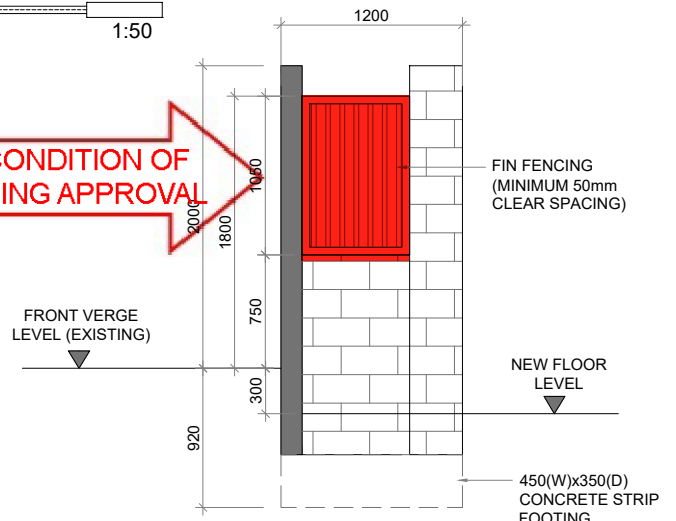 1:50
1200
CONDITION OF
ING APPROVAL
1050
2000
1800
FIN FENCING
(MINIMUM 50mm
CLEAR SPACING)
750
FRONT VERGE
LEVEL (EXISTING)
300
NEW FLOOR
LEVEL
920
450(W)x350(D)
CONCRETE STRIP
FOOTING